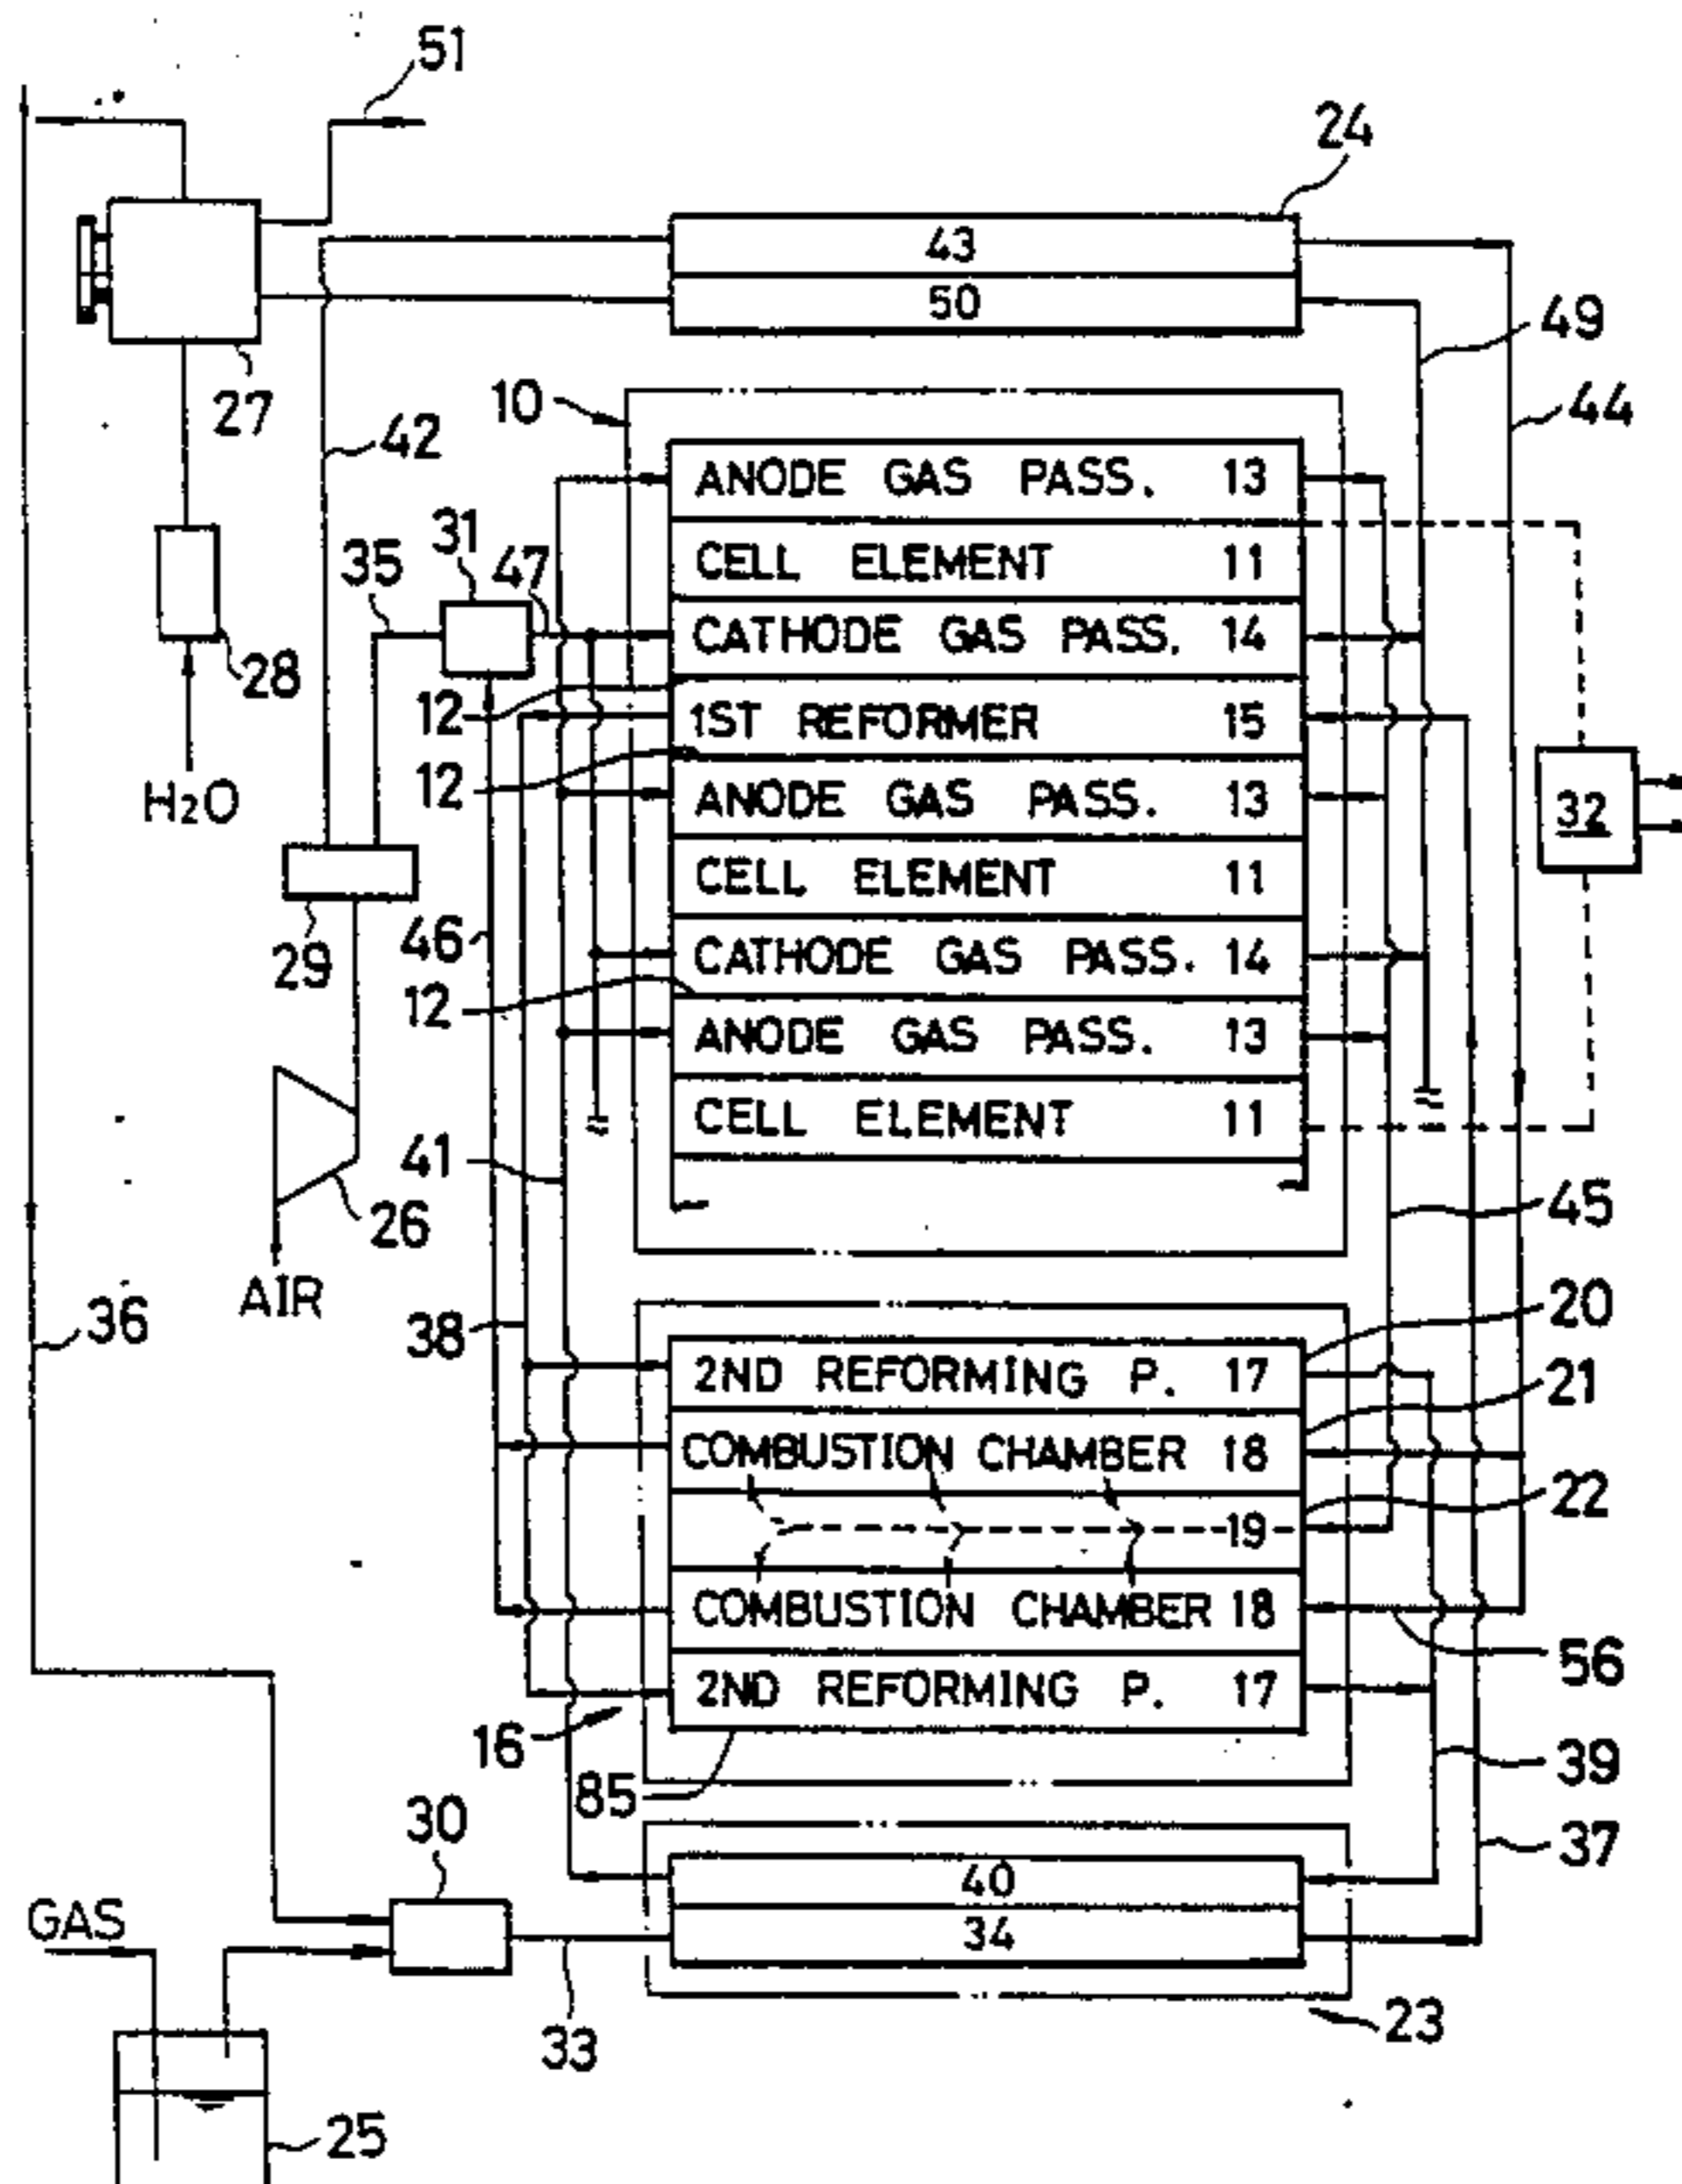 51
24
43
50
49
27
10
44
42
ANODE GAS PASS. 13
31
35
47
CELL ELEMENT 11
CATHODE GAS PASS. 14
28
12
1ST REFORMER 15
12
H2O
ANODE GAS PASS. 13
32
CELL ELEMENT 11
46
29
CATHODE GAS PASS. 14
12
ANODE GAS PASS. 13
CELL ELEMENT 11
41
45
26
AIR
20
36
38
2ND REFORMING P. 17
21
COMBUSTION CHAMBER 18
22
19
COMBUSTION CHAMBER 18
56
2ND REFORMING P. 17
16
39
85
30
37
40
GAS
34
23
33
25